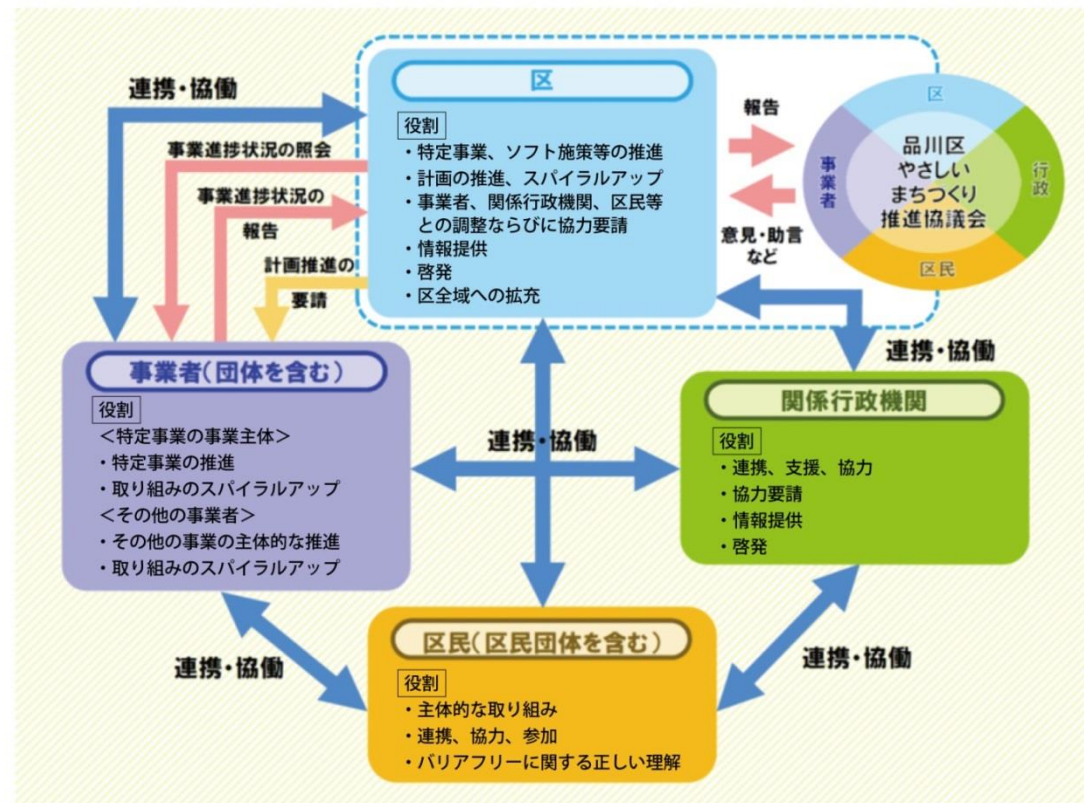 連携・協働
事業進捗状況の照会
事業進捗状況の
報告
計画推進の
要請
区
役割
・特定事業、ソフト施策等の推進
・計画の推進、スパイラルアップ
・事業者、関係行政機関、区民等
との調整ならびに協力要請
・情報提供
・啓発
・区全域への拡充
報告
意見・助言
など
区
事業者
行政
区民
品川区
やさしい
まちづくり
推進協議会
連携・協働
事業者(団体を含む)
役割
<特定事業の事業主体>
・特定事業の推進
・取り組みのスパイラルアップ
<その他の事業者>
・その他の事業の主体的な推進
・取り組みのスパイラルアップ
連携・協働
関係行政機関
役割
・連携、支援、協力
・協力要請
・情報提供
・啓発
連携・協働
区民(区民団体を含む)
役割
・主体的な取り組み
・連携、協力、参加
・バリアフリーに関する正しい理解
連携・協働